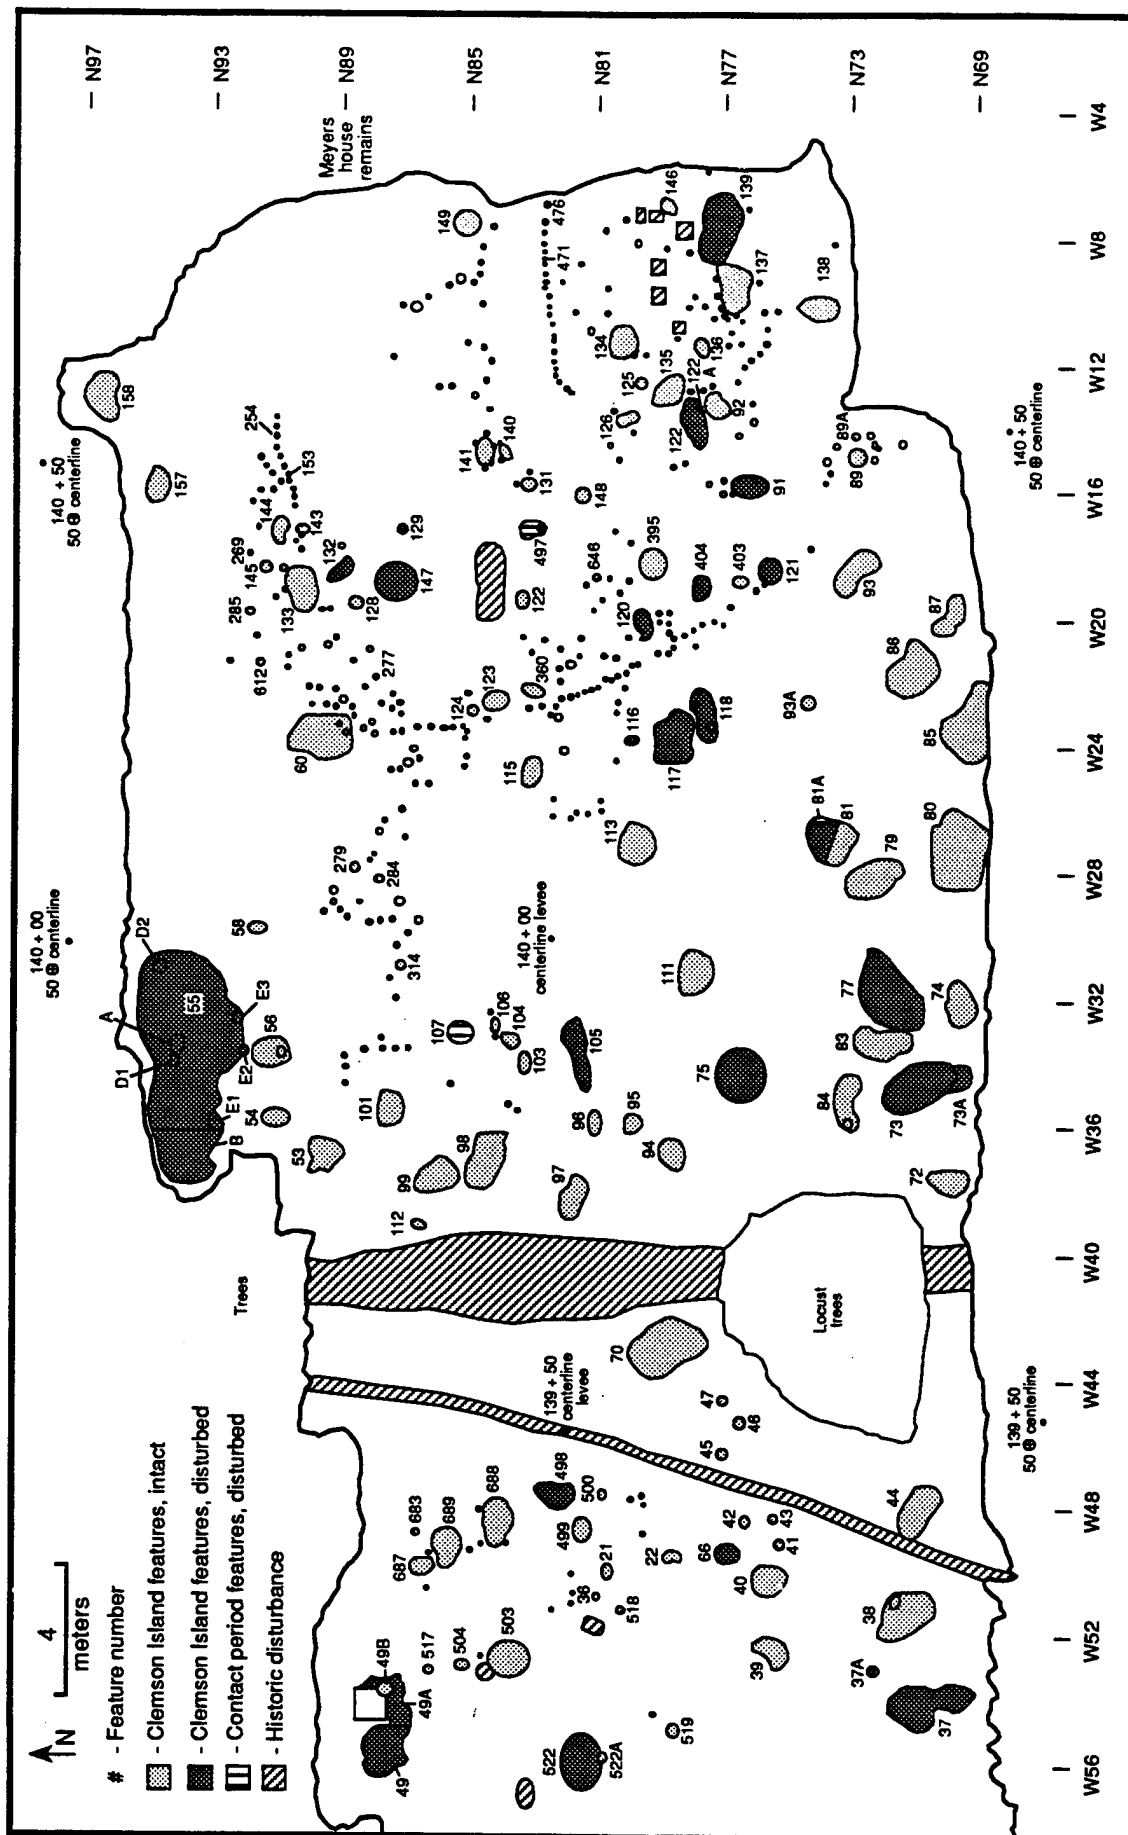 N
4
meters
# - Feature number
- Clemson Island features, intact
- Clemson Island features, disturbed
- Contact period features, disturbed
- Historic disturbance
Trees
Locust
trees
Meyers
house
remains
140 + 50
50 ⊕ centerline
140 + 00
50 ⊕ centerline
140 + 00
centerline levee
139 + 50
centerline
levee
139 + 50
50 ⊕ centerline
140 + 50
50 ⊕ centerline
N97
N93
N89
N85
N81
N77
N73
N69
W56
W52
W48
W44
W40
W36
W32
W28
W24
W20
W16
W12
W8
W4
49
49A
49B
517
504
503
687
683
689
688
498
499
500
21
36
518
522
522A
519
22
66
42
43
41
40
39
45
46
47
70
44
38
37A
37
B
E1
E2
E3
D1
A
D2
55
54
56
58
53
101
99
98
112
97
96
95
94
107
106
104
103
105
111
75
77
83
84
73
73A
74
72
314
284
279
277
60
124
123
360
115
113
116
117
118
93A
81A
81
79
80
85
86
87
93
612
285
145
269
144
143
133
132
128
147
129
153
254
157
158
149
141
140
131
148
497
122
646
120
395
404
403
121
91
471
476
134
135
125
126
122
122
A
92
136
137
138
139
146
89
89A